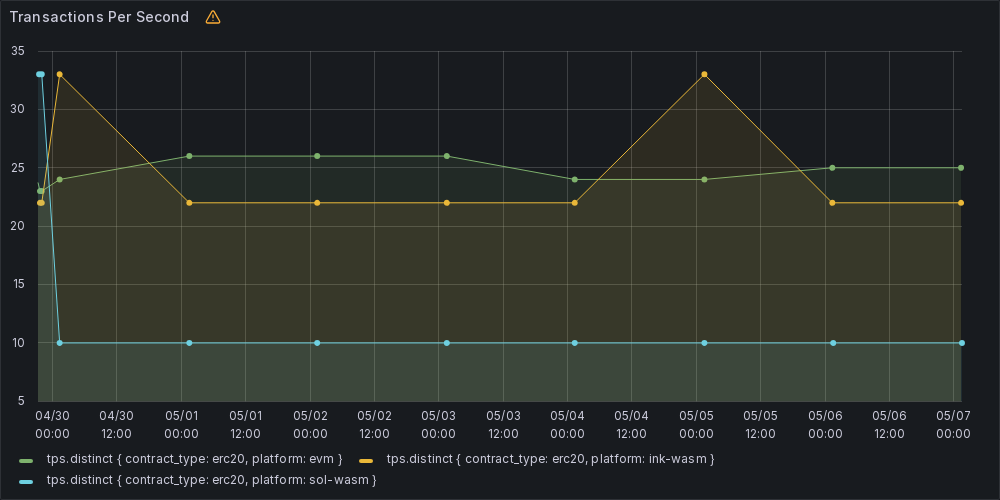 Transactions Per Second
35
30
25
20
15
10
5
04/30 04/30 05/01 05/01 05/02 05/02 05/03 05/03 05/04 05/04 05/05 05/05 05/06 05/06 05/07
00:00 12:00 00:00 12:00 00:00 12:00 00:00 12:00 00:00 12:00 00:00 12:00 00:00 12:00 00:00
tps.distinct { contract_type: erc20, platform: evm } tps.distinct { contract_type: erc20, platform: ink-wasm }
tps.distinct { contract_type: erc20, platform: sol-wasm }